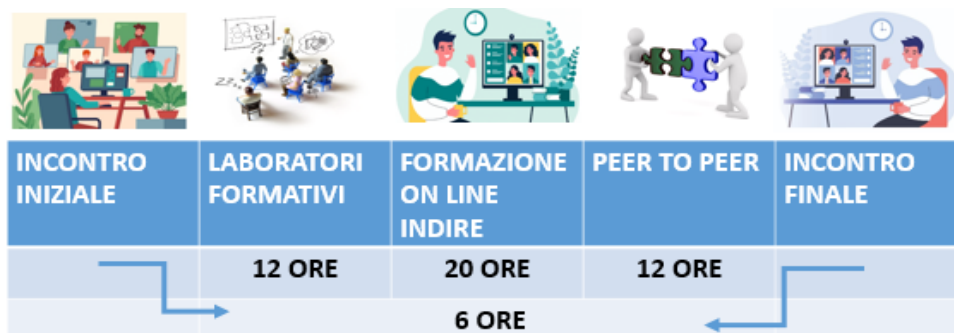 INCONTRO
INIZIALE
LABORATORI
FORMATIVI
FORMAZIONE
ON LINE
INDIRE
PEER TO PEER
INCONTRO
FINALE
12 ORE
20 ORE
12 ORE
6 ORE
??
?
zzz